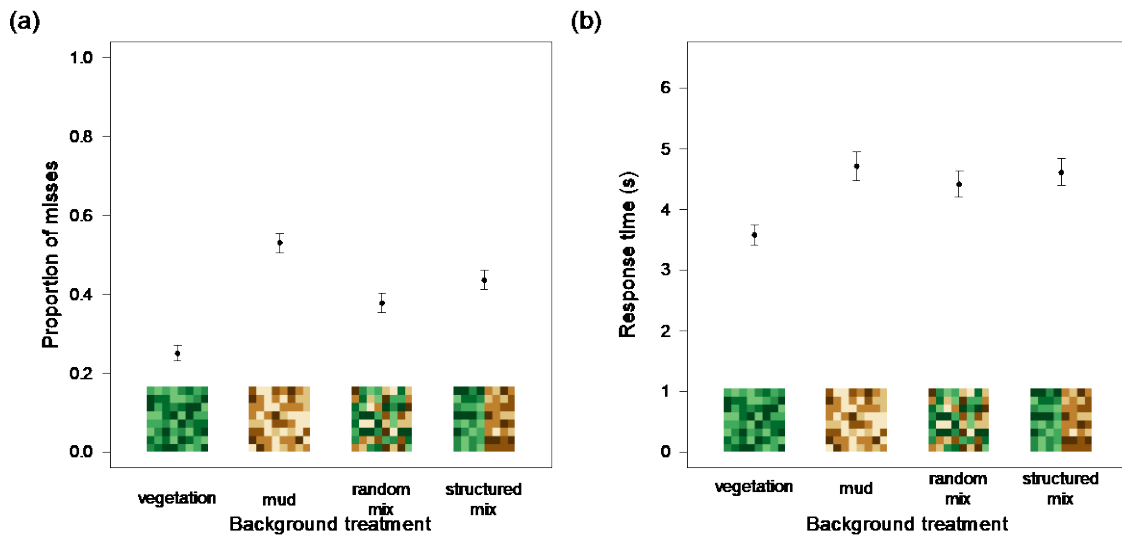 (a)
Proportion of misses
1.0
0.8
0.6
0.4
0.2
0.0
vegetation
mud
random
mix
structured
mix
Background treatment
(b)
Response time (s)
6
5
4
3
2
1
0
vegetation
mud
random
mix
structured
mix
Background treatment